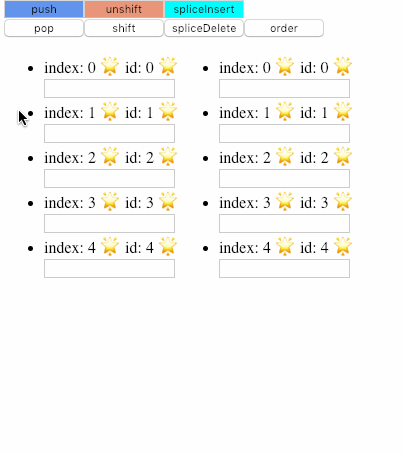 push unshift spliceInsert
pop shift spliceDelete order
index: 0 🌟 id: 0 🌟 index: 0 🌟 id: 0 🌟
index: 1 🌟 id: 1 🌟 index: 1 🌟 id: 1 🌟
index: 2 🌟 id: 2 🌟 index: 2 🌟 id: 2 🌟
index: 3 🌟 id: 3 🌟 index: 3 🌟 id: 3 🌟
index: 4 🌟 id: 4 🌟 index: 4 🌟 id: 4 🌟